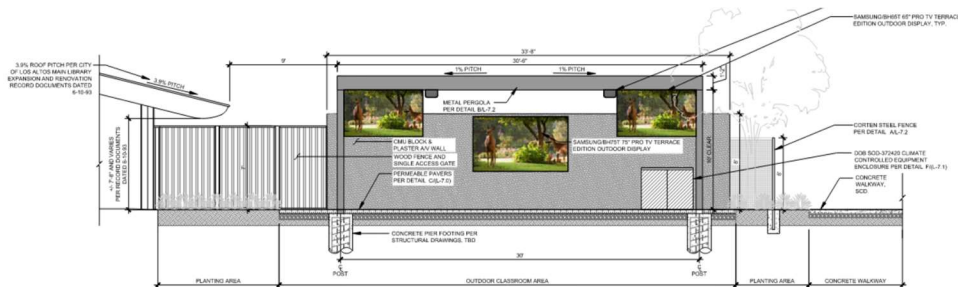 SAMSUNG/BH65T 65" PRO TV TERRACE
EDITION OUTDOOR DISPLAY, TYP.
33'-8"
9'
30'-6"
3.9% ROOF PITCH PER CITY
OF LOS ALTOS MAIN LIBRARY
EXPANSION AND RENOVATION
RECORD DOCUMENTS DATED
6-10-93
3.9% PITCH
1% PITCH
1% PITCH
METAL PERGOLA
PER DETAIL B/L-7.2
CMU BLOCK &
PLASTER A/V WALL
WOOD FENCE AND
SINGLE ACCESS GATE
PERMEABLE PAVERS
PER DETAIL C/(L-7.0)
SAMSUNG/BH75T 75" PRO TV TERRACE
EDITION OUTDOOR DISPLAY
10' CLEAR
CORTEN STEEL FENCE
PER DETAIL A/L-7.2
DDB SOD-372425 CLIMATE
CONTROLLED EQUIPMENT
ENCLOSURE PER DETAIL F/(L-7.1)
CONCRETE
WALKWAY,
SCD.
+/- 7'-8" AND VARIES
PER RECORD DOCUMENTS
DATED 6-10-93
CONCRETE PIER FOOTING PER
STRUCTURAL DRAWINGS, TBD
POST
30'
POST
PLANTING AREA
OUTDOOR CLASSROOM AREA
PLANTING AREA
CONCRETE WALKWAY